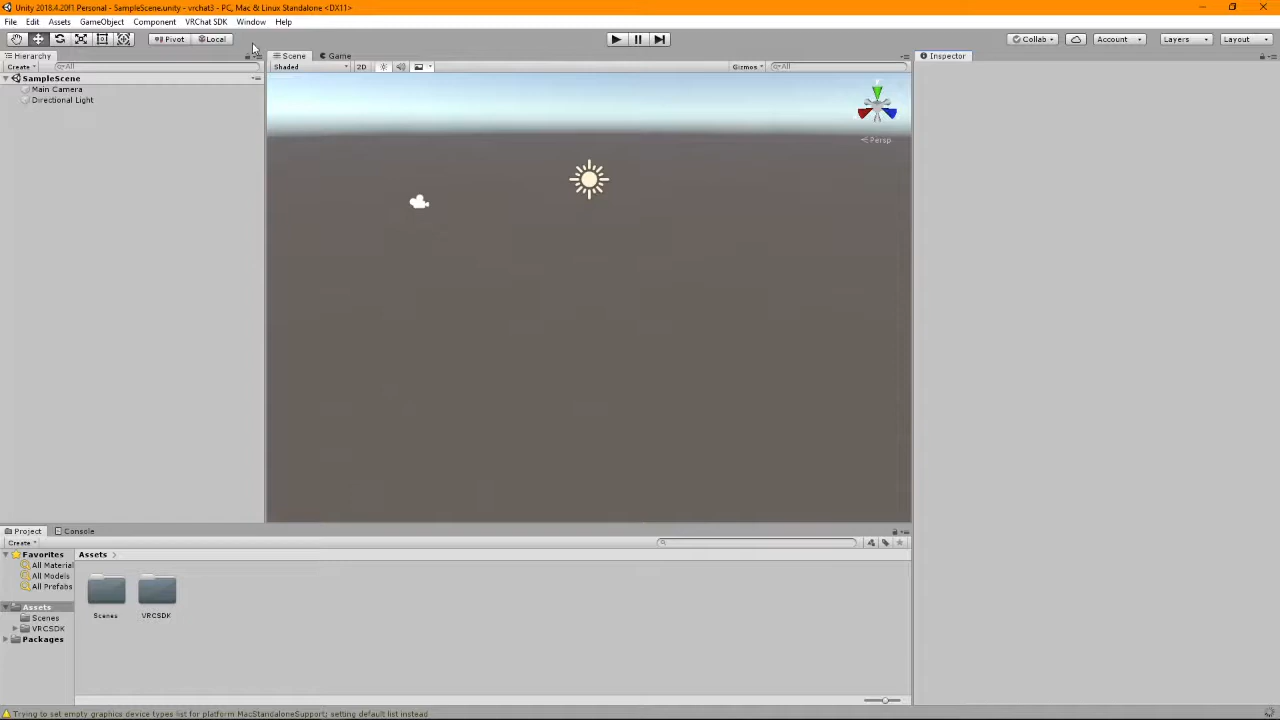 Unity 2018.4.20f1 Personal - SampleScene.unity - vrchat3 - PC, Mac & Linux Standalone <DX11>
File Edit Assets GameObject Component VRChat SDK Window Help
Pivot Local Collab Account Layers Layout
Hierarchy Scene Game Inspector
Create All Shaded 2D Gizmos All
SampleScene
Main Camera
Directional Light
Persp
Project Console
Create
Favorites Assets
All Material
All Models
All Prefabs
Assets
Scenes
VRCSDK
Packages
Scenes VRCSDK
Trying to set empty graphics device types list for platform MacStandaloneSupport; setting default list instead